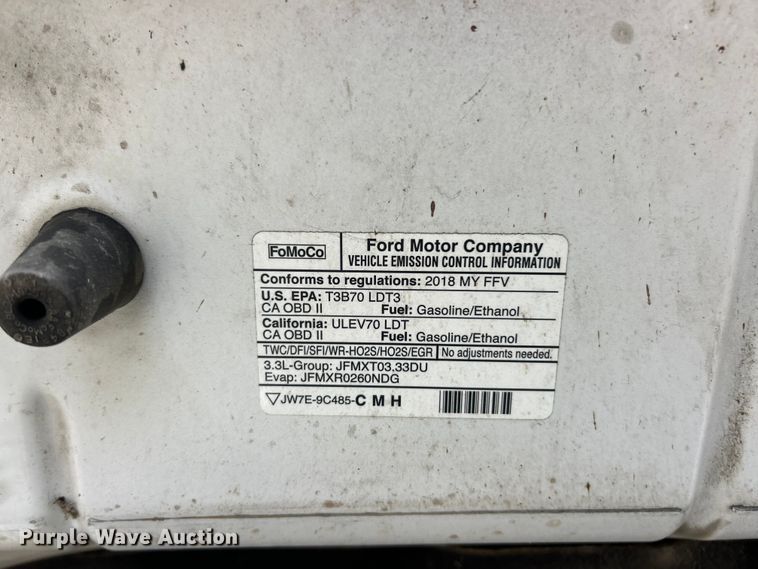 FoMoCo
Ford Motor Company
VEHICLE EMISSION CONTROL INFORMATION
Conforms to regulations: 2018 MY FFV
U.S. EPA: T3B70 LDT3
CA OBD II Fuel: Gasoline/Ethanol
California: ULEV70 LDT
CA OBD II Fuel: Gasoline/Ethanol
TWC/DFI/SFI/WR-HO2S/HO2S/EGR No adjustments needed.
3.3L-Group: JFMXT03.33DU
Evap: JFMXR0260NDG
JW7E-9C485-C M H
Purple Wave Auction